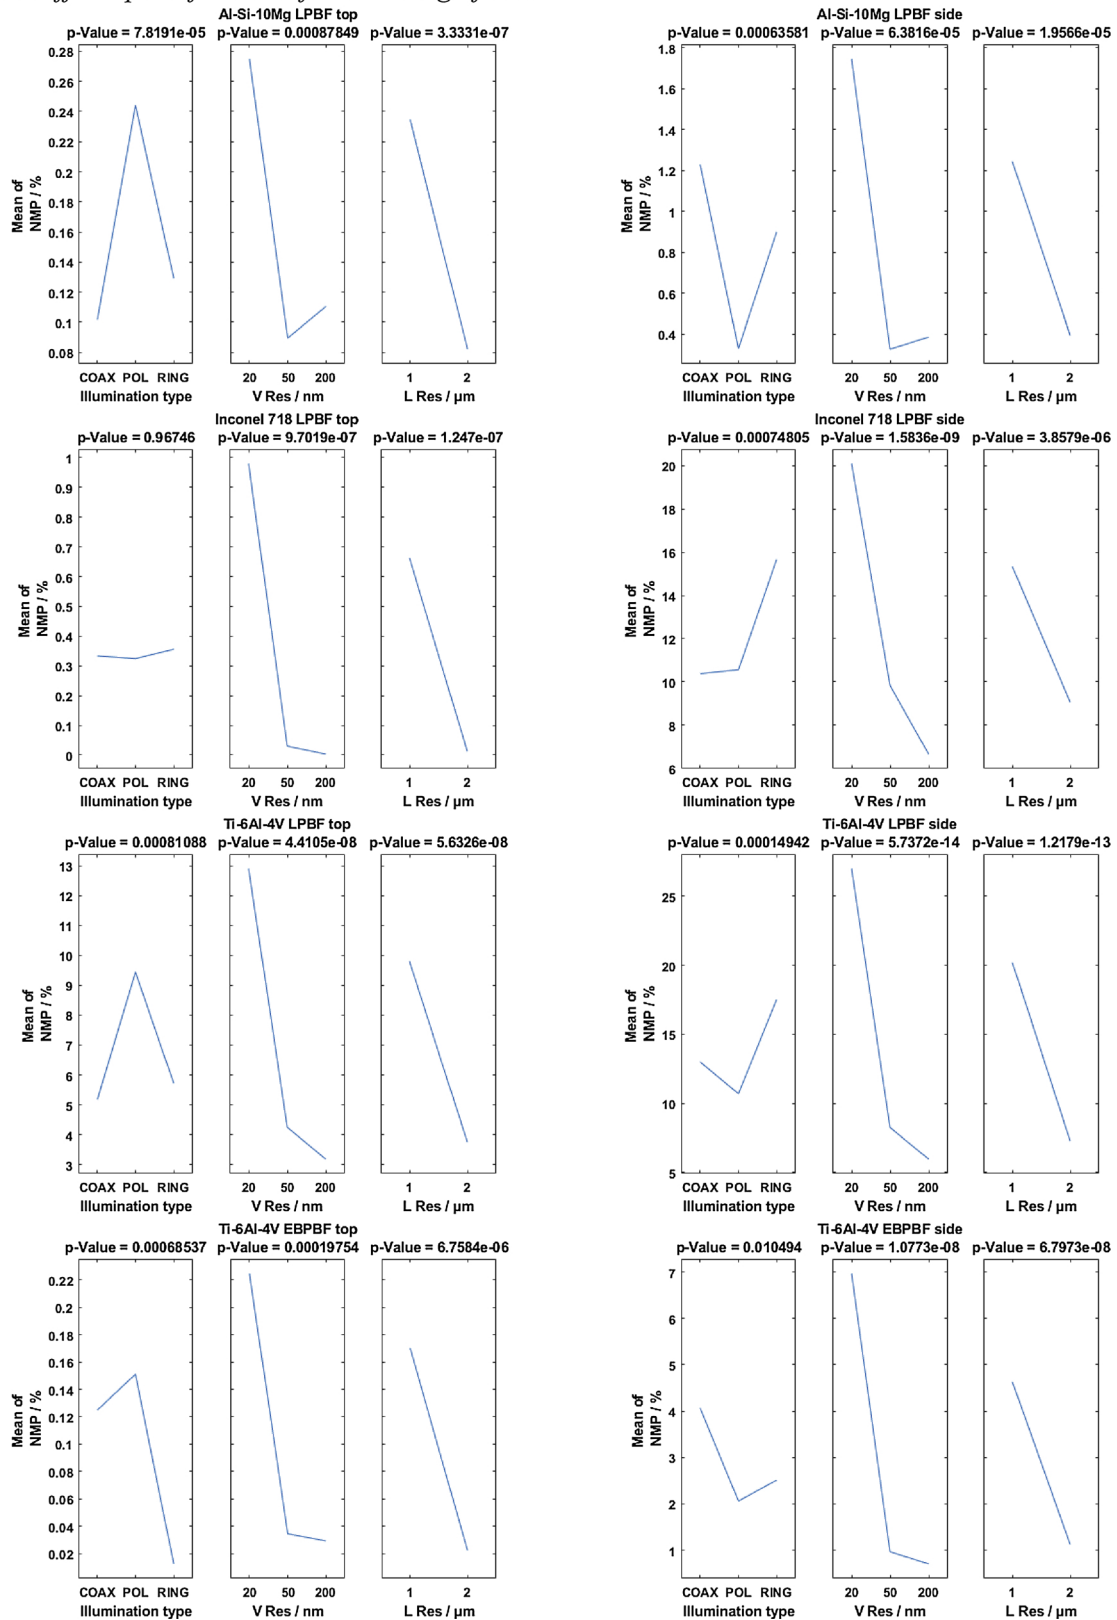 Al-Si-10Mg LPBF top
p-Value = 7.8191e-05 p-Value = 0.00087849 p-Value = 3.3331e-07
0.28
0.26
0.24
0.22
0.2
0.18
0.16
0.14
0.12
0.1
0.08
Mean of
NMP / %
COAX POL RING 20 50 200 1 2
Illumination type V Res / nm L Res / µm
Al-Si-10Mg LPBF side
p-Value = 0.00063581 p-Value = 6.3816e-05 p-Value = 1.9566e-05
1.8
1.6
1.4
1.2
1
0.8
0.6
0.4
Mean of
NMP / %
COAX POL RING 20 50 200 1 2
Illumination type V Res / nm L Res / µm
Inconel 718 LPBF top
p-Value = 0.96746 p-Value = 9.7019e-07 p-Value = 1.247e-07
1
0.9
0.8
0.7
0.6
0.5
0.4
0.3
0.2
0.1
0
Mean of
NMP / %
COAX POL RING 20 50 200 1 2
Illumination type V Res / nm L Res / µm
Inconel 718 LPBF side
p-Value = 0.00074805 p-Value = 1.5836e-09 p-Value = 3.8579e-06
20
18
16
14
12
10
8
6
Mean of
NMP / %
COAX POL RING 20 50 200 1 2
Illumination type V Res / nm L Res / µm
Ti-6Al-4V LPBF top
p-Value = 0.00081088 p-Value = 4.4105e-08 p-Value = 5.6326e-08
13
12
11
10
9
8
7
6
5
4
3
Mean of
NMP / %
COAX POL RING 20 50 200 1 2
Illumination type V Res / nm L Res / µm
Ti-6Al-4V LPBF side
p-Value = 0.00014942 p-Value = 5.7372e-14 p-Value = 1.2179e-13
25
20
15
10
5
Mean of
NMP / %
COAX POL RING 20 50 200 1 2
Illumination type V Res / nm L Res / µm
Ti-6Al-4V EBPBF top
p-Value = 0.00068537 p-Value = 0.00019754 p-Value = 6.7584e-06
0.22
0.2
0.18
0.16
0.14
0.12
0.1
0.08
0.06
0.04
0.02
Mean of
NMP / %
COAX POL RING 20 50 200 1 2
Illumination type V Res / nm L Res / µm
Ti-6Al-4V EBPBF side
p-Value = 0.010494 p-Value = 1.0773e-08 p-Value = 6.7973e-08
7
6
5
4
3
2
1
Mean of
NMP / %
COAX POL RING 20 50 200 1 2
Illumination type V Res / nm L Res / µm